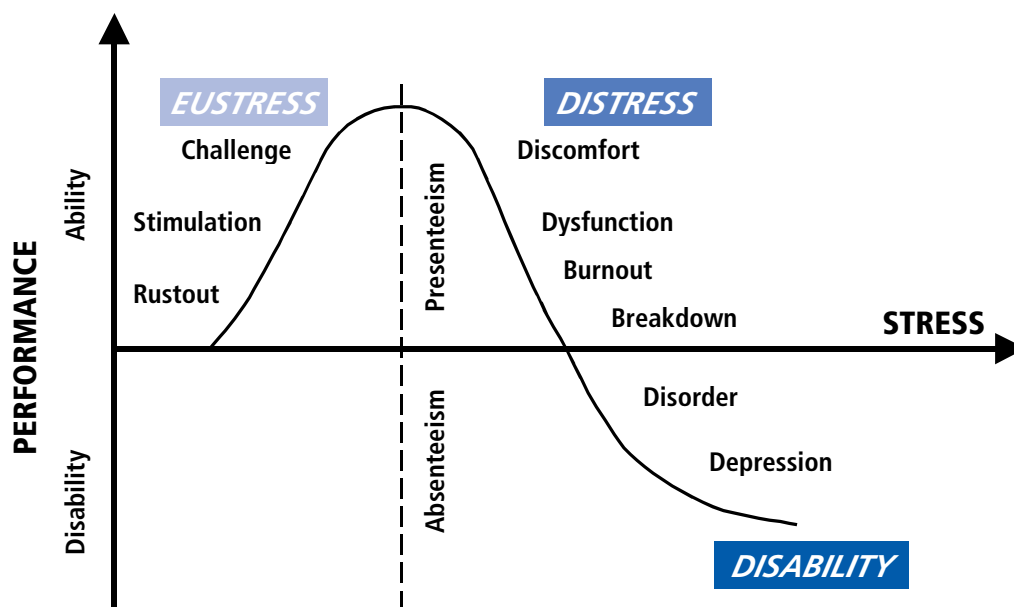 EUSTRESS
DISTRESS
Challenge
Discomfort
Ability
Stimulation
Presenteeism
Dysfunction
Burnout
Rustout
Breakdown
STRESS
PERFORMANCE
Disorder
Absenteeism
Depression
Disability
DISABILITY